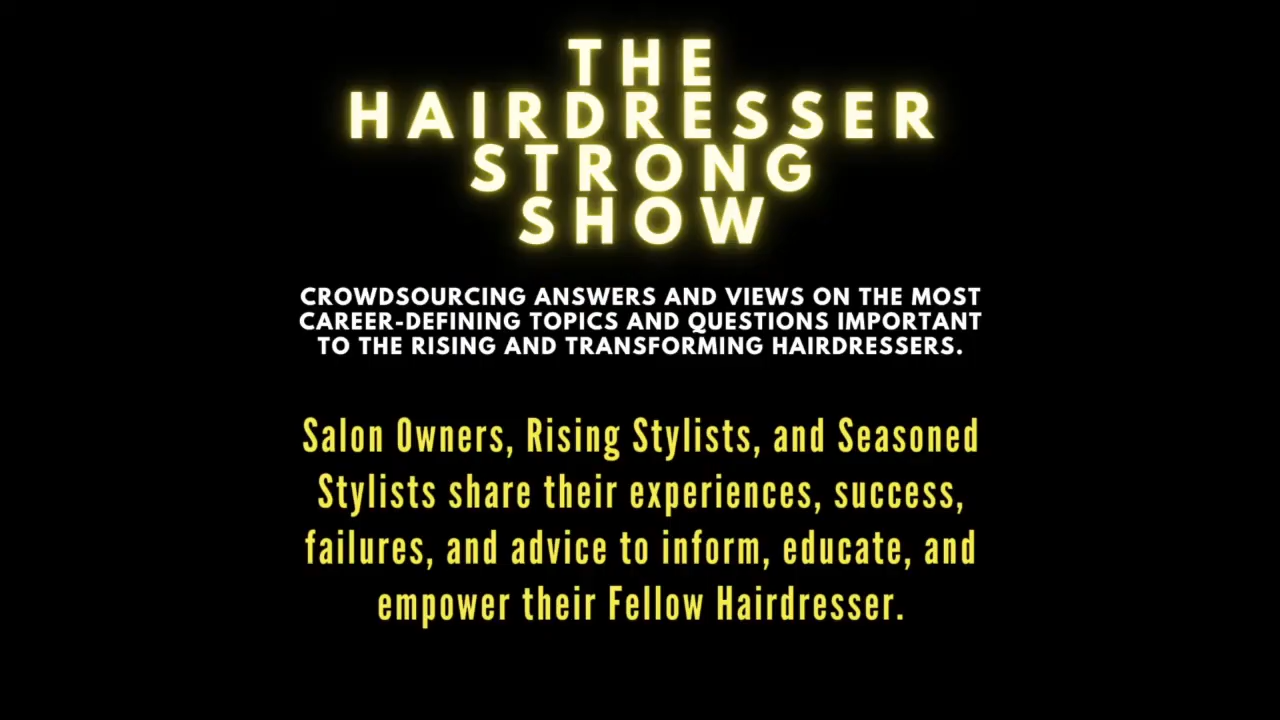 THE
HAIRDRESSER
STRONG
SHOW
CROWDSOURCING ANSWERS AND VIEWS ON THE MOST
CAREER-DEFINING TOPICS AND QUESTIONS IMPORTANT
TO THE RISING AND TRANSFORMING HAIRDRESSERS.
Salon Owners, Rising Stylists, and Seasoned
Stylists share their experiences, success,
failures, and advice to inform, educate, and
empower their Fellow Hairdresser.